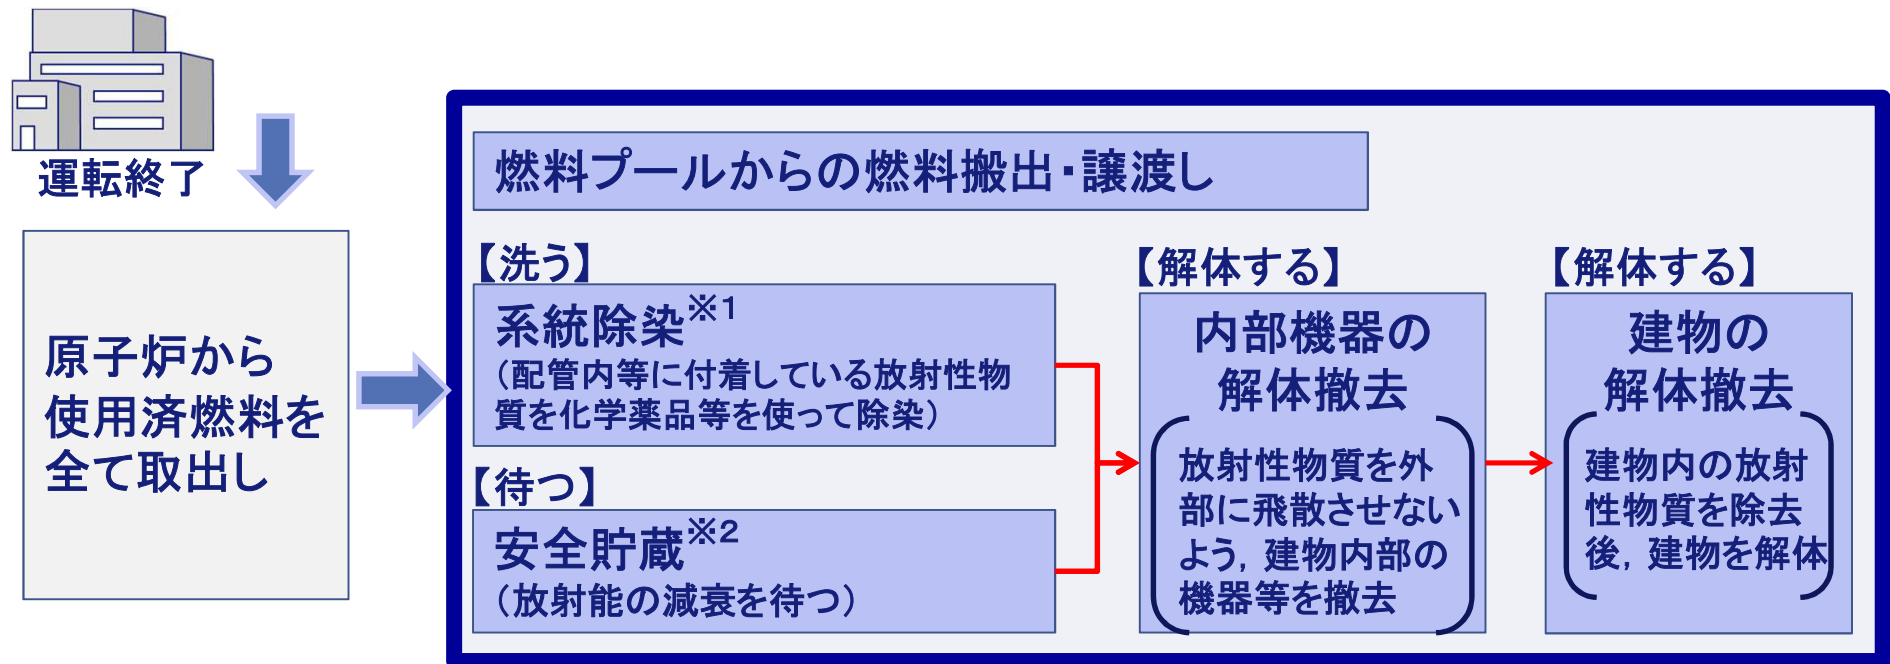 運転終了
原子炉から
使用済燃料を
全て取出し
燃料プールからの燃料搬出・譲渡し
【洗う】
系統除染※1
（配管内等に付着している放射性物
質を化学薬品等を使って除染）
【待つ】
安全貯蔵※2
（放射能の減衰を待つ）
【解体する】
内部機器の
解体撤去
放射性物質を外
部に飛散させない
よう，建物内部の
機器等を撤去
【解体する】
建物の
解体撤去
建物内の放射
性物質を除去
後，建物を解体